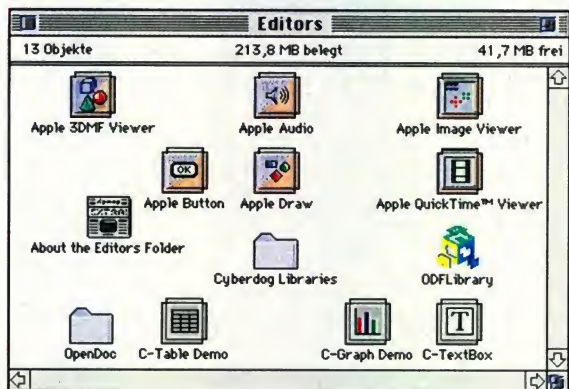 Editors
13 Objekte 213,8 MB belegt 41,7 MB frei
Apple 3DMF Viewer Apple Audio Apple Image Viewer
OK
Apple Button Apple Draw Apple QuickTime™ Viewer
EXTRA!
About the Editors Folder
Cyberdog Libraries ODFLibrary
T
OpenDoc C-Table Demo C-Graph Demo C-TextBox